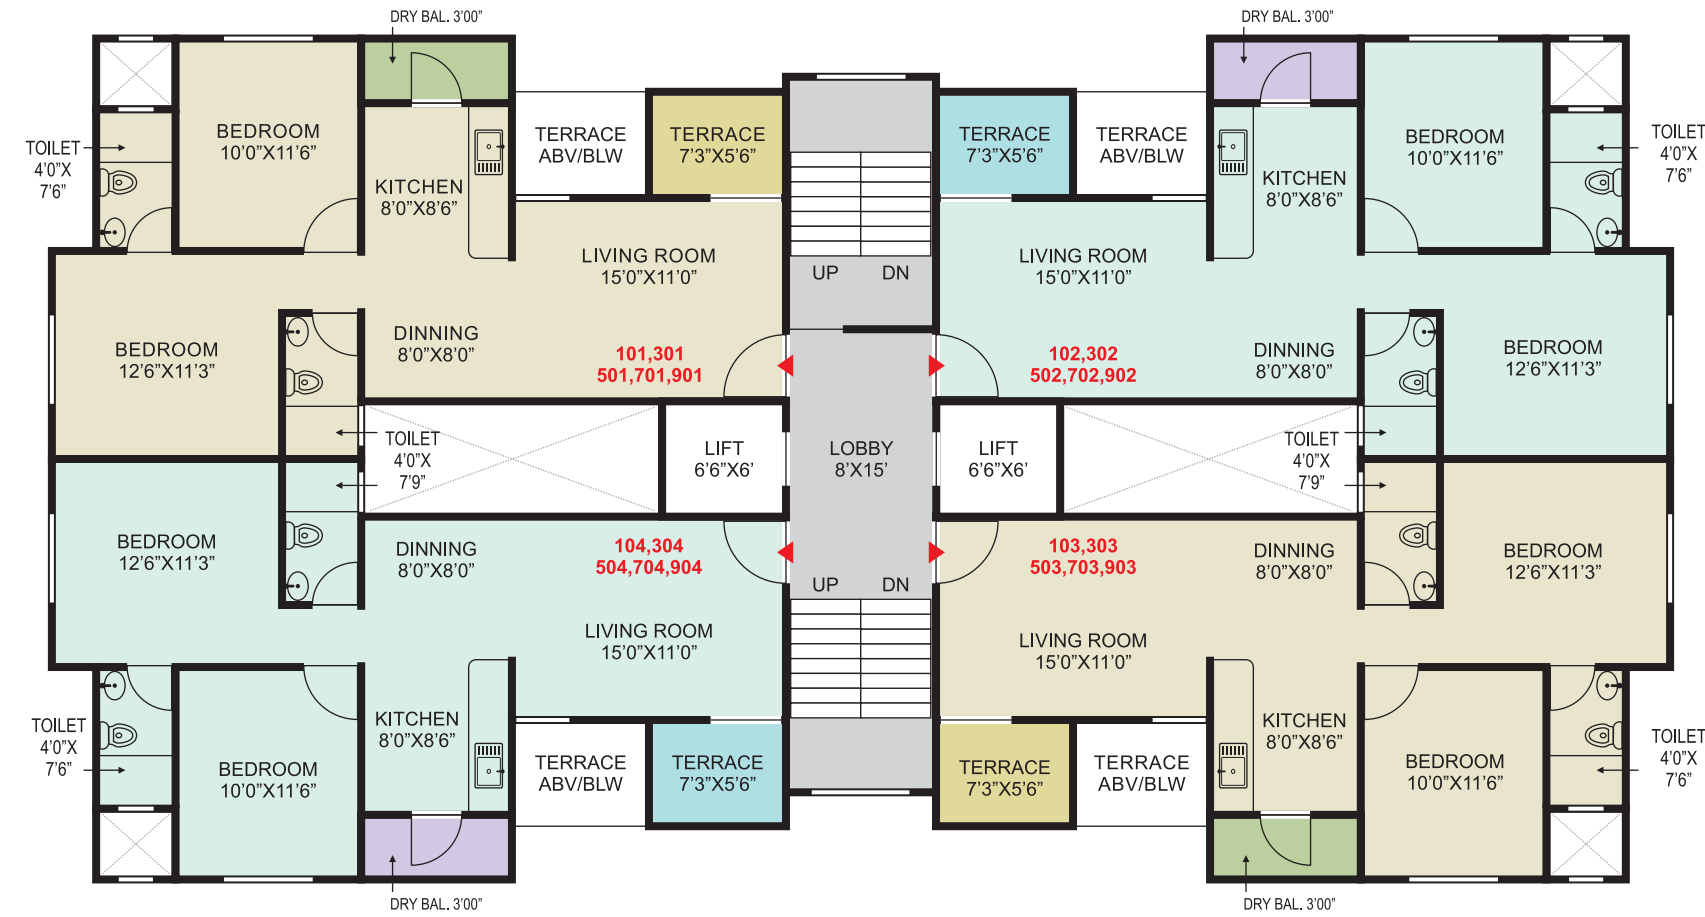 DRY BAL. 3'00"
DRY BAL. 3'00"
TOILET
4'0"X
7'6"
BEDROOM
10'0"X11'6"
KITCHEN
8'0"X8'6"
TERRACE
ABV/BLW
TERRACE
7'3"X5'6"
TERRACE
7'3"X5'6"
TERRACE
ABV/BLW
KITCHEN
8'0"X8'6"
BEDROOM
10'0"X11'6"
TOILET
4'0"X
7'6"
LIVING ROOM
15'0"X11'0"
UP
DN
LIVING ROOM
15'0"X11'0"
BEDROOM
12'6"X11'3"
DINNING
8'0"X8'0"
101,301
501,701,901
102,302
502,702,902
DINNING
8'0"X8'0"
BEDROOM
12'6"X11'3"
TOILET
4'0"X
7'9"
LIFT
6'6"X6'
LOBBY
8'X15'
LIFT
6'6"X6'
TOILET
4'0"X
7'9"
BEDROOM
12'6"X11'3"
DINNING
8'0"X8'0"
104,304
504,704,904
103,303
503,703,903
DINNING
8'0"X8'0"
BEDROOM
12'6"X11'3"
UP
DN
LIVING ROOM
15'0"X11'0"
LIVING ROOM
15'0"X11'0"
TOILET
4'0"X
7'6"
BEDROOM
10'0"X11'6"
KITCHEN
8'0"X8'6"
TERRACE
ABV/BLW
TERRACE
7'3"X5'6"
TERRACE
7'3"X5'6"
TERRACE
ABV/BLW
KITCHEN
8'0"X8'6"
BEDROOM
10'0"X11'6"
TOILET
4'0"X
7'6"
DRY BAL. 3'00"
DRY BAL. 3'00"